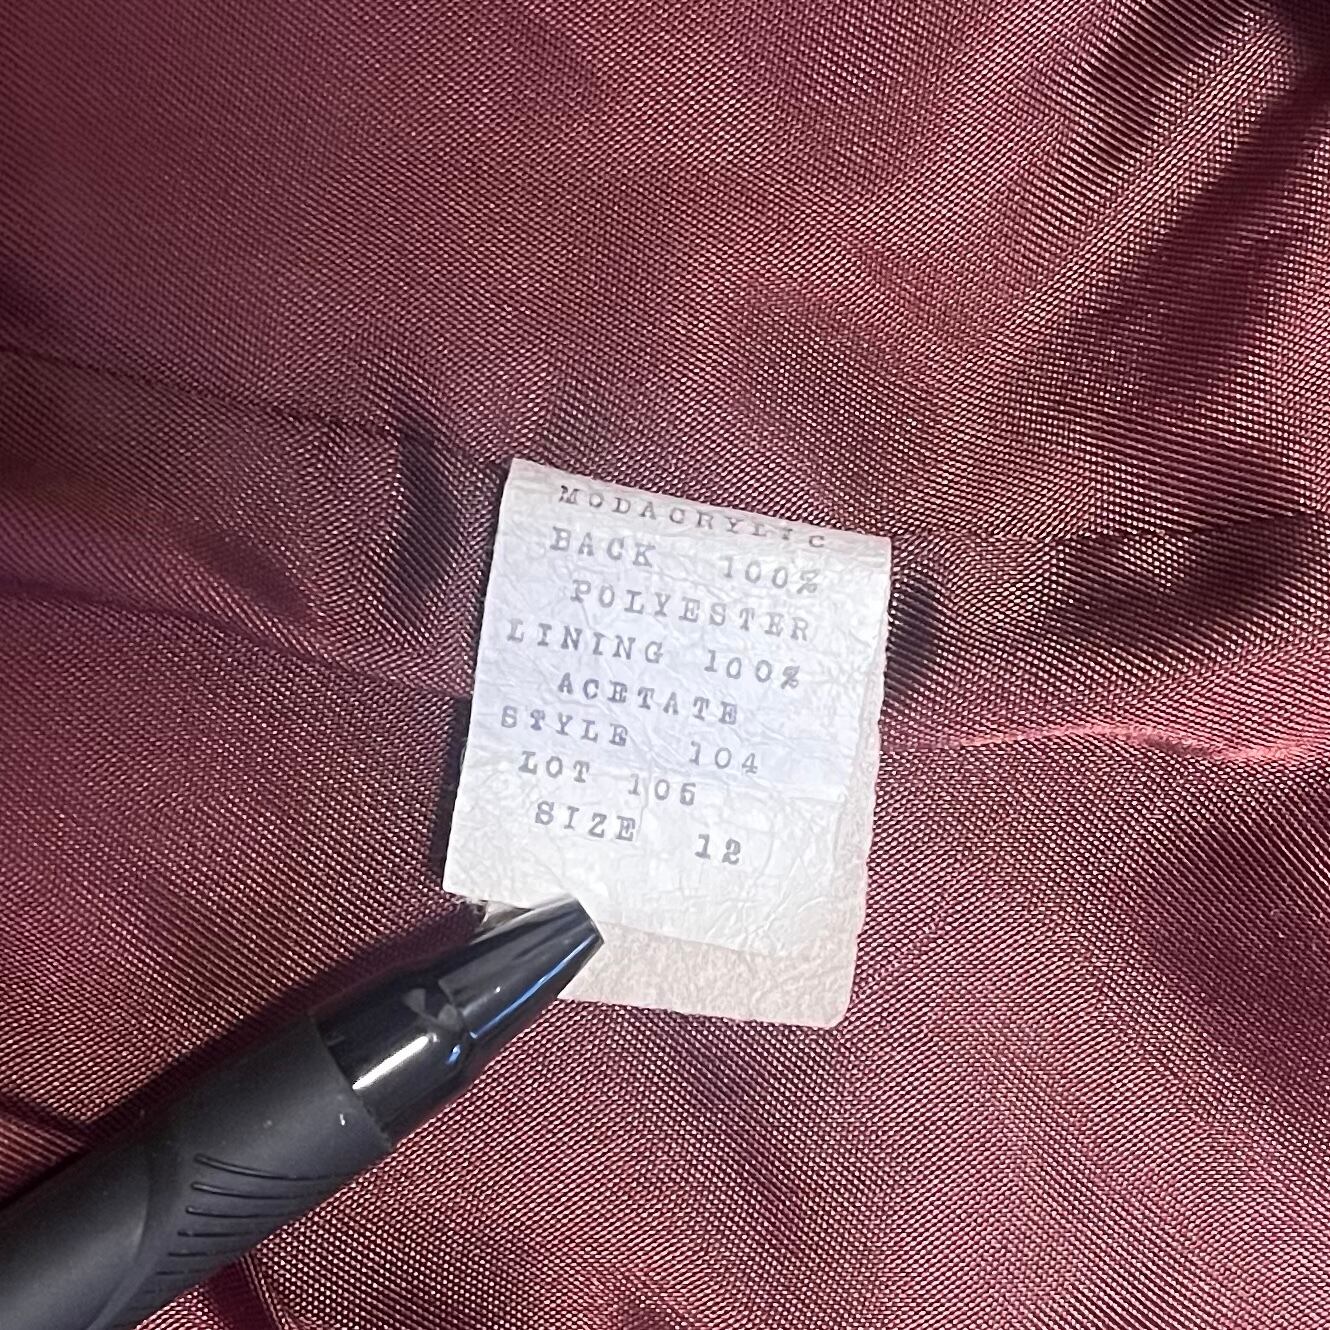 MODACRYLIC
BACK 100%
POLYESTER
LINING 100%
ACETATE
STYLE 104
LOT 105
SIZE 12